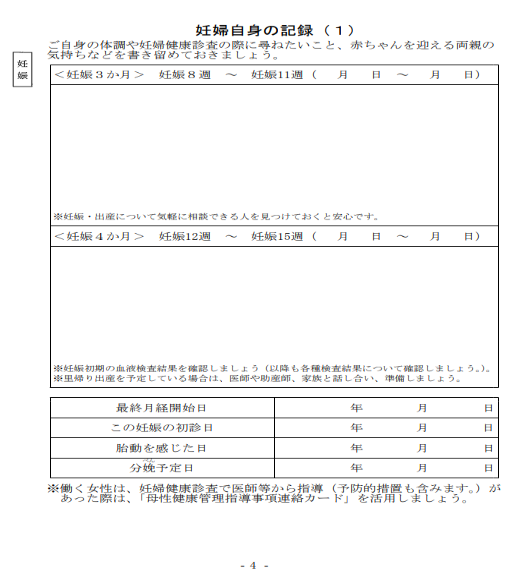 妊婦自身の記録（１）
ご自身の体調や妊婦健康診査の際に尋ねたいこと、赤ちゃんを迎える両親の
気持ちなどを書き留めておきましょう。
妊娠
＜妊娠３か月＞　妊娠８週　～　妊娠11週（　月　日　～　月　日）
※妊娠・出産について気軽に相談できる人を見つけておくと安心です。
＜妊娠４か月＞　妊娠12週　～　妊娠15週（　月　日　～　月　日）
※妊娠初期の血液検査結果を確認しましょう（以降も各種検査結果について確認しましょう。）。
※里帰り出産を予定している場合は、医師や助産師、家族と話し合い、準備しましょう。
最終月経開始日　年　月　日
この妊娠の初診日　年　月　日
胎動を感じた日　年　月　日
べん
分娩予定日　年　月　日
※働く女性は、妊婦健康診査で医師等から指導（予防的措置も含みます。）が
あった際は、「母性健康管理指導事項連絡カード」を活用しましょう。
- 4 -